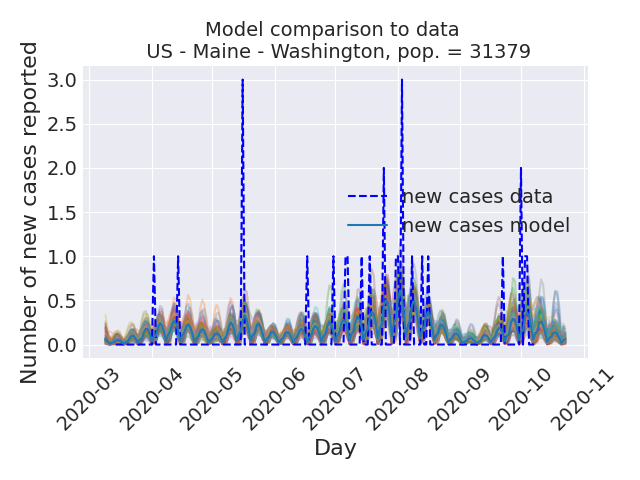 Model comparison to data
US - Maine - Washington, pop. = 31379
Number of new cases reported
3.0
2.5
2.0
1.5
1.0
0.5
0.0
new cases data
new cases model
2020-03
2020-04
2020-05
2020-06
2020-07
2020-08
2020-09
2020-10
2020-11
Day